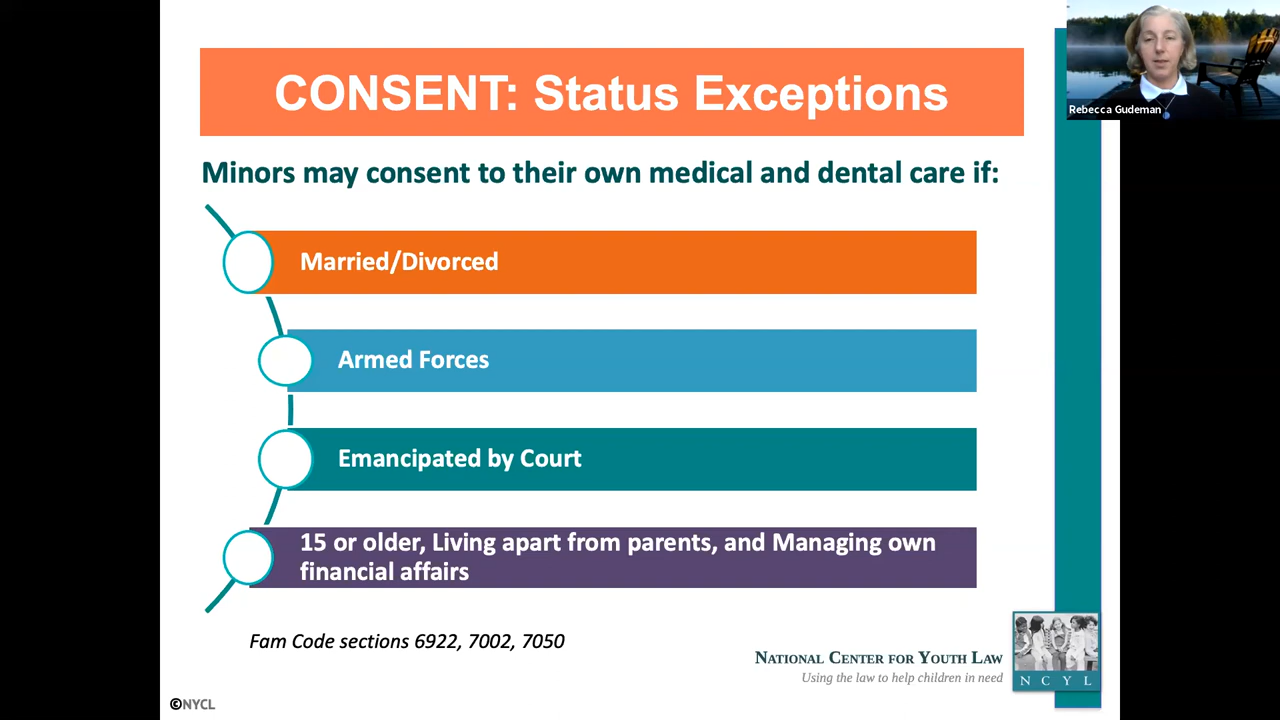 CONSENT: Status Exceptions
Rebecca Gudeman
Minors may consent to their own medical and dental care if:
Married/Divorced
Armed Forces
Emancipated by Court
15 or older, Living apart from parents, and Managing own
financial affairs
Fam Code sections 6922, 7002, 7050
NATIONAL CENTER FOR YOUTH LAW
Using the law to help children in need
N C Y L
©NYCL